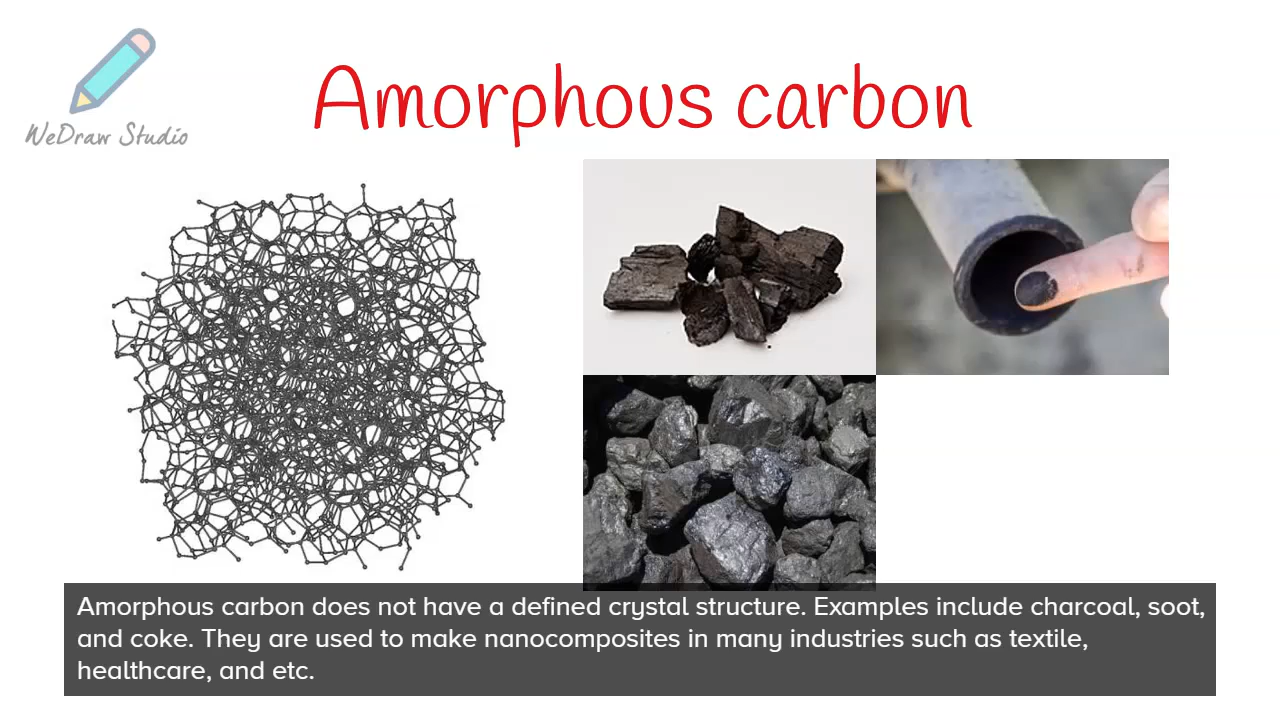 WeDraw Studio
Amorphous carbon
Amorphous carbon does not have a defined crystal structure. Examples include charcoal, soot,
and coke. They are used to make nanocomposites in many industries such as textile,
healthcare, and etc.